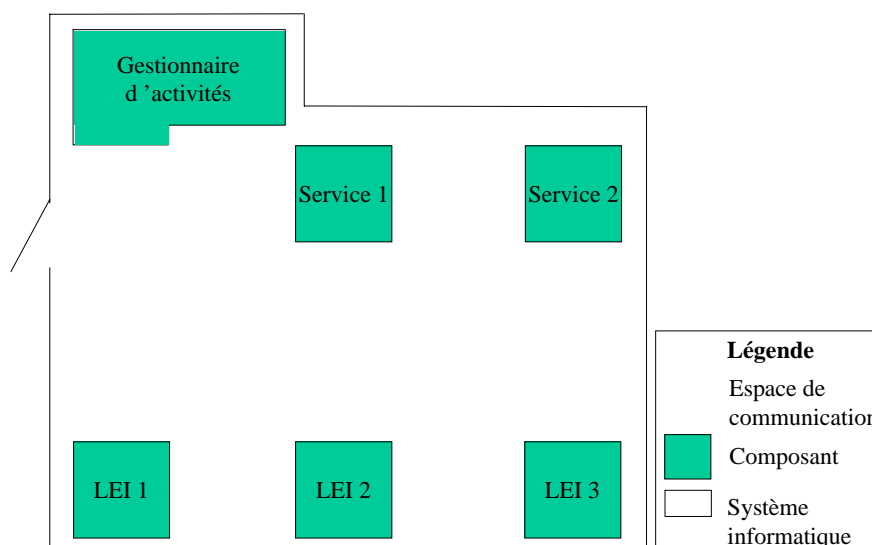 Gestionnaire
d ’activités
Service 1
Service 2
LEI 1
LEI 2
LEI 3
Légende
Espace de
communication
Composant
Système
informatique